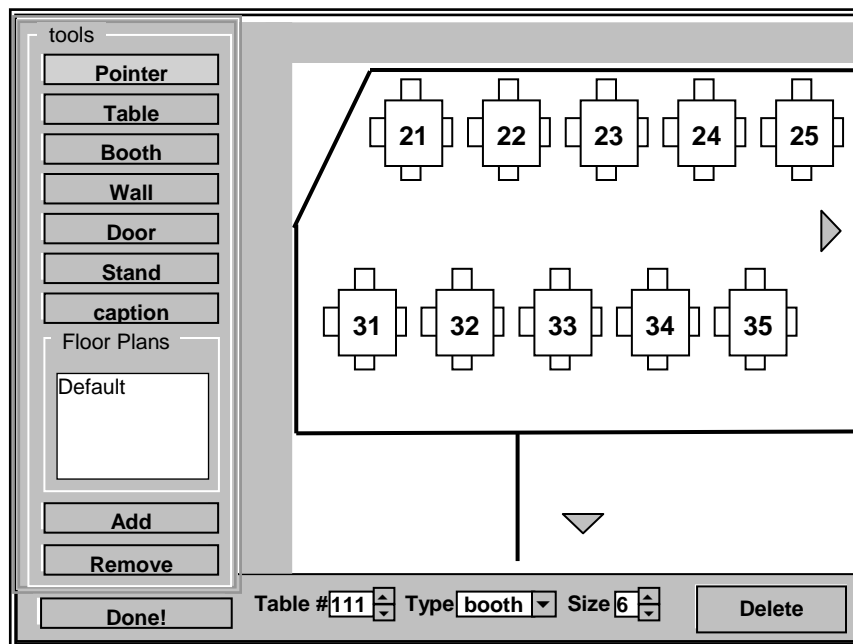 tools
Pointer
Table
Booth
Wall
Door
Stand
caption
Floor Plans
Default
Add
Remove
Done!
21 22 23 24 25
31 32 33 34 35
Table # 111 Type booth Size 6 Delete